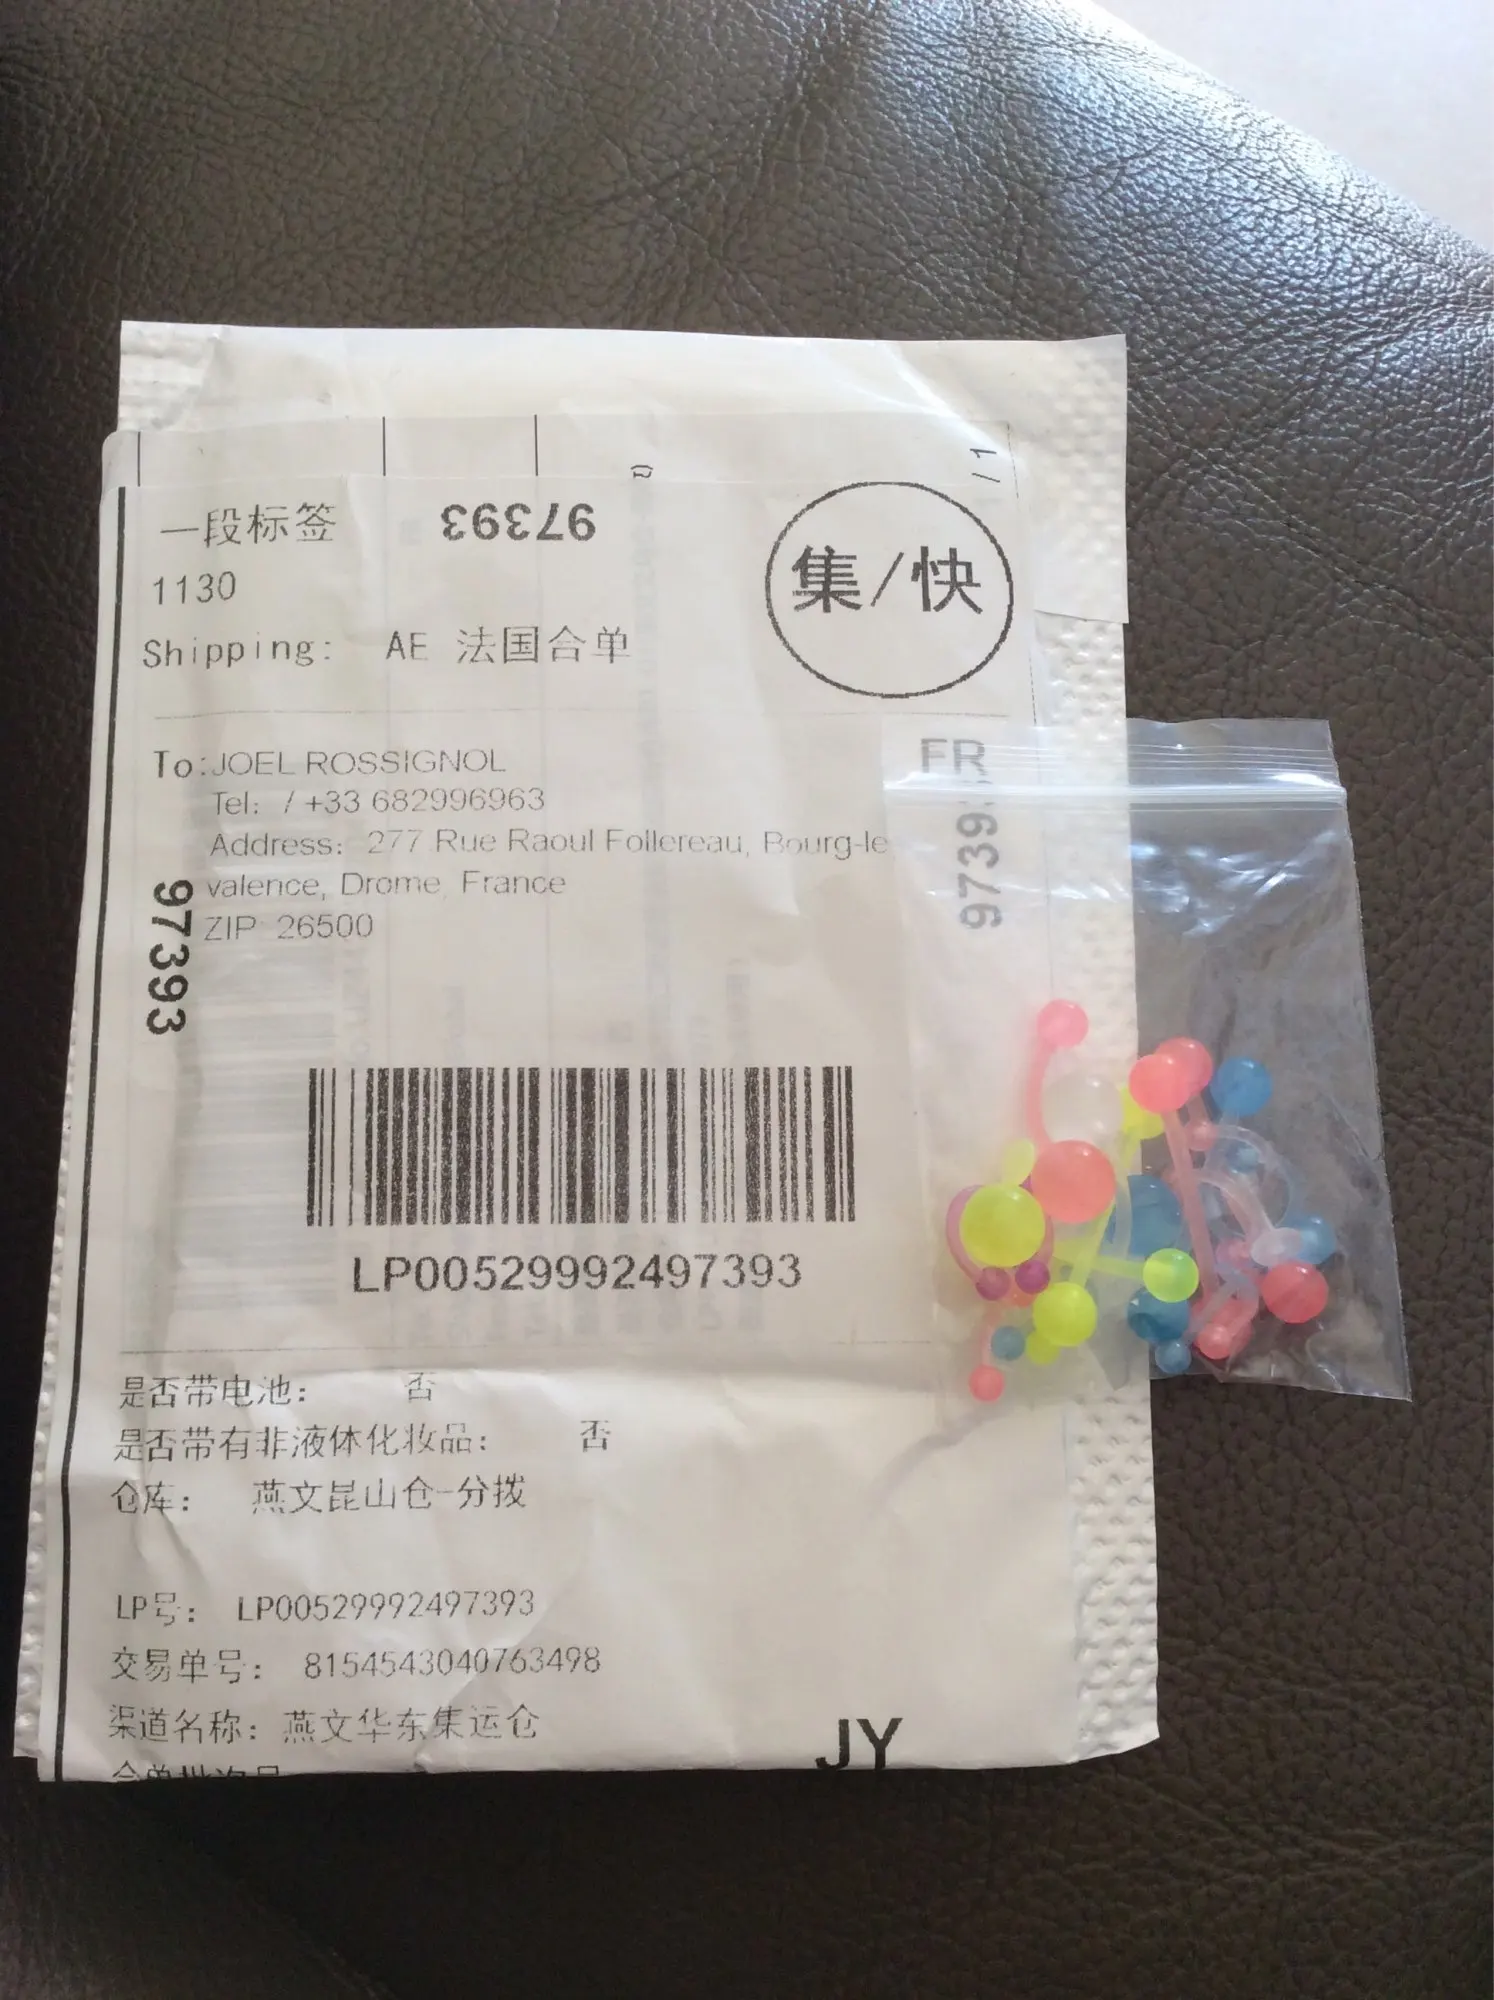 /1
一段标签
97393
集/快
1130
Shipping: AE 法国合单
To:JOEL ROSSIGNOL
Tel: / +33 682996963
Address: 277 Rue Raoul Follereau, Bourg-le
valence, Drome, France
ZIP 26500
97393
FR
LP00529992497393
是否带电池: 否
是否带有非液体化妆品: 否
仓库: 燕文昆山仓-分拨
LP号: LP00529992497393
交易单号: 8154543040763498
渠道名称: 燕文华东集运仓
JY